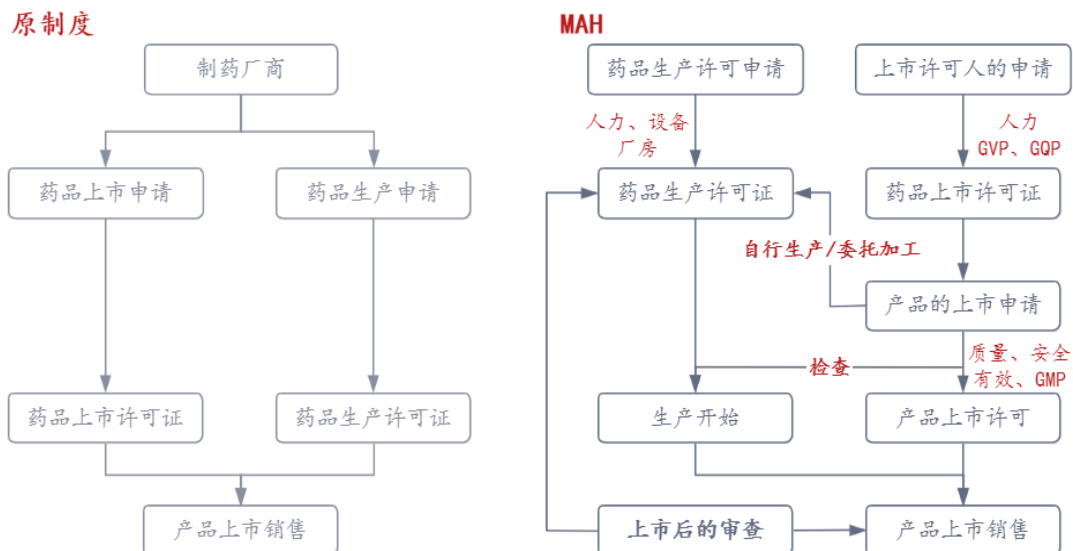 原制度
制药厂商
药品上市申请
药品生产申请
药品上市许可证
药品生产许可证
产品上市销售
MAH
药品生产许可申请
上市许可人的申请
人力、设备
厂房
人力
GVP、GQP
药品生产许可证
药品上市许可证
自行生产/委托加工
产品的上市申请
检查
质量、安全
有效、GMP
生产开始
产品上市许可
上市后的审查
产品上市销售